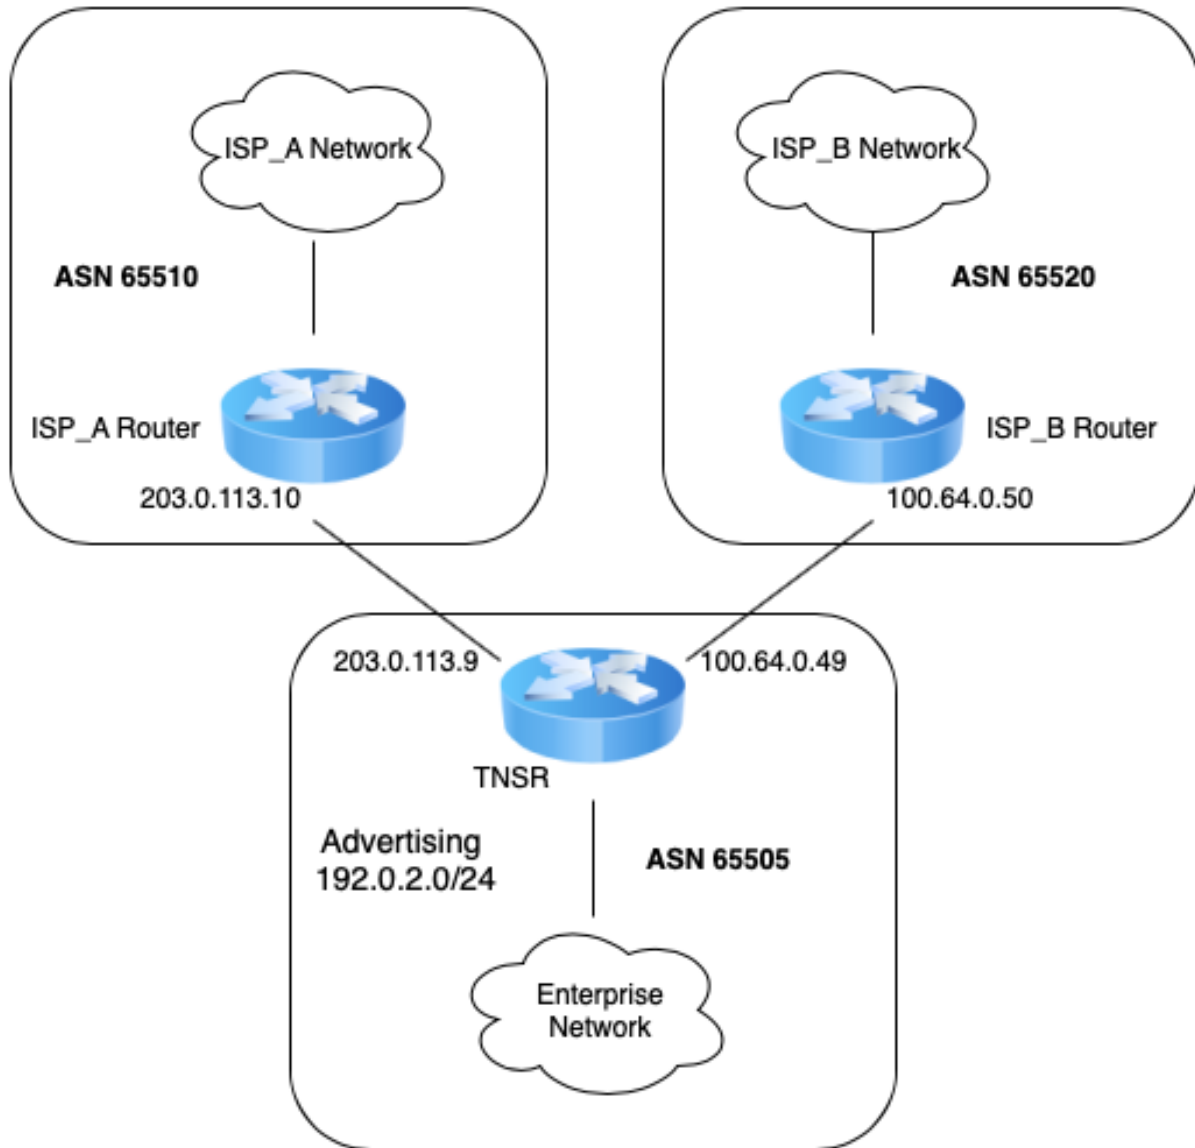 ISP_A Network
ISP_B Network
ASN 65510
ASN 65520
ISP_A Router
ISP_B Router
203.0.113.10
100.64.0.50
203.0.113.9
100.64.0.49
TNSR
Advertising
192.0.2.0/24
ASN 65505
Enterprise
Network